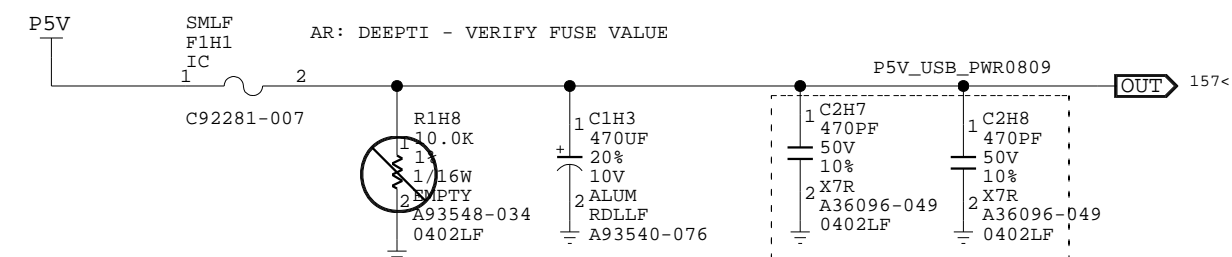 P5V
SMLF
F1H1
IC
1
2
C92281-007
AR: DEEPTI - VERIFY FUSE VALUE
P5V_USB_PWR0809
OUT
157<
R1H8
10.0K
1
1%
1/16W
EMPTY
2
A93548-034
0402LF
C1H3
1
470UF
+
20%
10V
2
ALUM
RDLLF
A93540-076
C2H7
1
470PF
50V
10%
X7R
2
A36096-049
0402LF
C2H8
1
470PF
50V
10%
X7R
2
A36096-049
0402LF